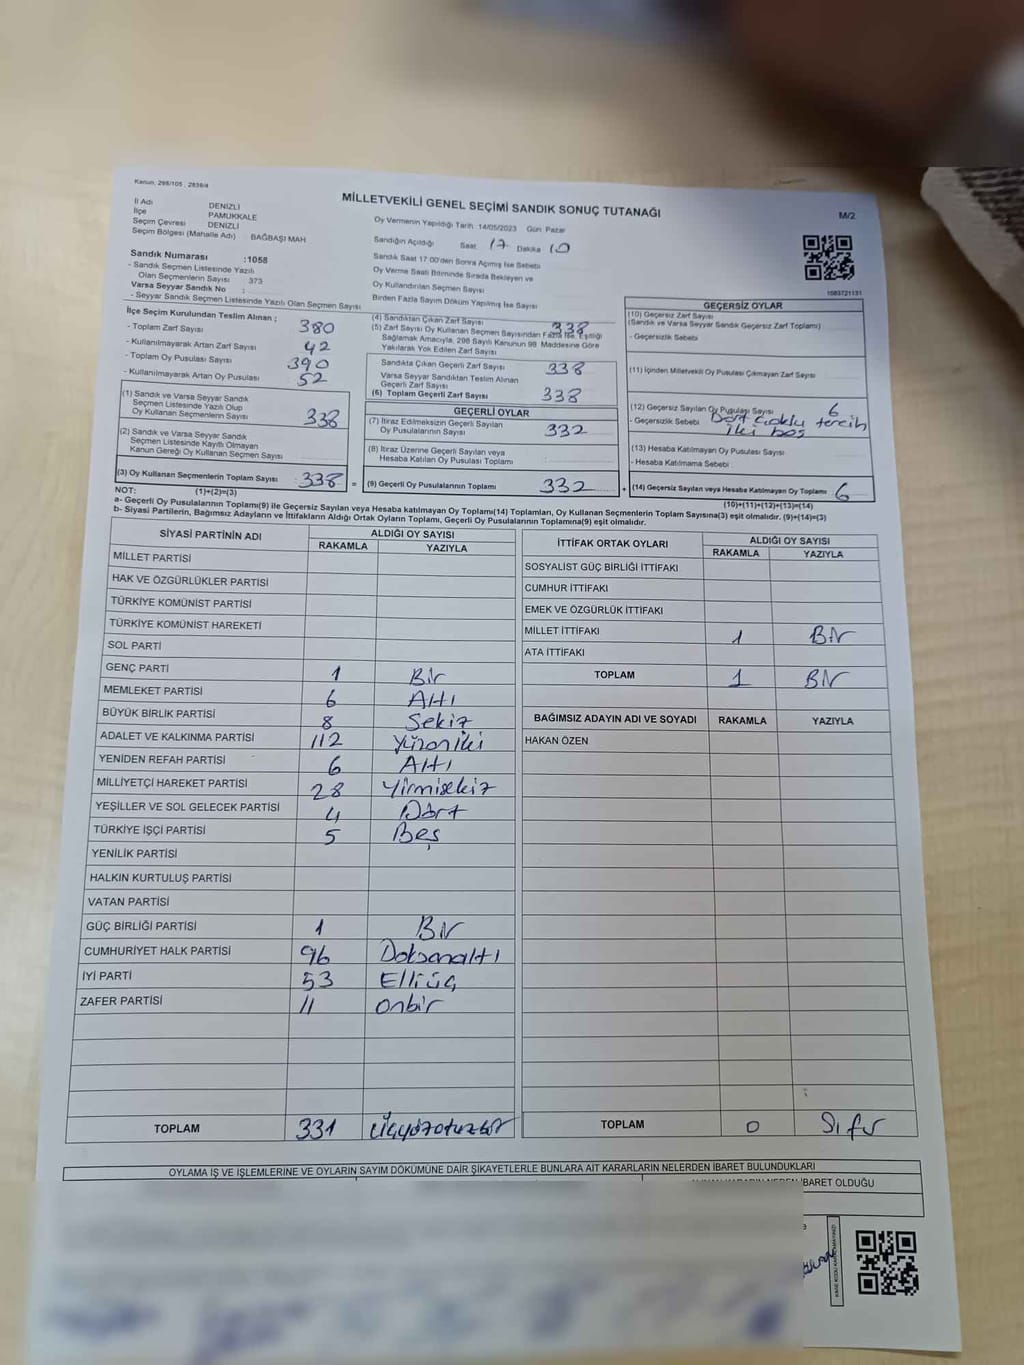 Kanun; 298/105 , 2839/4
MİLLETVEKİLİ GENEL SEÇİMİ SANDIK SONUÇ TUTANAĞI
M/2
İl Adı DENİZLİ
İlçe PAMUKKALE
Seçim Çevresi DENİZLİ
Seçim Bölgesi (Mahalle Adı) : BAĞBAŞI MAH
Sandık Numarası :1058
- Sandık Seçmen Listesinde Yazılı
Olan Seçmenlerin Sayısı 373
Varsa Seyyar Sandık No :
- Seyyar Sandık Seçmen Listesinde Yazılı Olan Seçmen Sayısı
Oy Vermenin Yapıldığı Tarih 14/05/2023 Gün Pazar
Sandığın Açıldığı Saat 17 Dakika 10
Sandık Saat 17:00'den Sonra Açımış İse Sebebi
Oy Verme Saati Bitiminde Sırada Bekleyen ve
Oy Kullandırılan Seçmen Sayısı
Birden Fazla Sayım Döküm Yapılmış İse Sayısı
1083721131
İlçe Seçim Kurulundan Teslim Alınan ;
- Toplam Zarf Sayısı 380
- Kullanılmayarak Artan Zarf Sayısı 42
- Toplam Oy Pusulası Sayısı 390
- Kullanılmayarak Artan Oy Pusulası 52
(1) Sandık ve Varsa Seyyar Sandık
Seçmen Listesinde Yazılı Olup
Oy Kullanan Seçmenlerin Sayısı 338
(2) Sandık ve Varsa Seyyar Sandık
Seçmen Listesinde Kayıtlı Olmayan
Kanun Gereği Oy Kullanan Seçmen Sayısı
(3) Oy Kullanan Seçmenlerin Toplam Sayısı 338 =
(1)+(2)=(3)
(4) Sandıktan Çıkan Zarf Sayısı 338
(5) Zarf Sayısı Oy Kullanan Seçmen Sayısından Fazla İse, Eşitliği
Sağlamak Amacıyla, 298 Sayılı Kanunun 98. Maddesine Göre
Yakılarak Yok Edilen Zarf Sayısı
Sandıkta Çıkan Geçerli Zarf Sayısı 338
Varsa Seyyar Sandıktan Teslim Alınan
Geçerli Zarf Sayısı
(6) Toplam Geçerli Zarf Sayısı 338
GEÇERLİ OYLAR
(7) İtiraz Edilmeksizin Geçerli Sayılan
Oy Pusulalarının Sayısı 332
(8) İtiraz Üzerine Geçerli Sayılan veya
Hesaba Katılan Oy Pusulası Toplamı
(9) Geçerli Oy Pusulalarının Toplamı 332 +
GEÇERSİZ OYLAR
(10) Geçersiz Zarf Sayısı
(Sandık ve Varsa Seyyar Sandık Geçersiz Zarf Toplamı)
- Geçersizlik Sebebi
(11) İçinden Milletvekili Oy Pusulası Çıkmayan Zarf Sayısı
(12) Geçersiz Sayılan Oy Pusulası Sayısı 6
- Geçersizlik Sebebi Dört çoklu tercih
İki boş
(13) Hesaba Katılmayan Oy Pusulası Sayısı
- Hesaba Katılmama Sebebi
(14) Geçersiz Sayılan veya Hesaba Katılmayan Oy Toplamı 6
(10)+(11)+(12)+(13)=(14)
NOT:
a- Geçerli Oy Pusulalarının Toplamı(9) ile Geçersiz Sayılan veya Hesaba katılmayan Oy Toplamı(14) Toplamları, Oy Kullanan Seçmenlerin Toplam Sayısına(3) eşit olmalıdır. (9)+(14)=(3)
b- Siyasi Partilerin, Bağımsız Adayların ve İttifakların Aldığı Ortak Oyların Toplamı, Geçerli Oy Pusulalarının Toplamına(9) eşit olmalıdır.
SİYASİ PARTİNİN ADI ALDIĞI OY SAYISI
RAKAMLA YAZIYLA
MİLLET PARTİSİ
HAK VE ÖZGÜRLÜKLER PARTİSİ
TÜRKİYE KOMÜNİST PARTİSİ
TÜRKİYE KOMÜNİST HAREKETİ
SOL PARTİ
GENÇ PARTİ 1 Bir
MEMLEKET PARTİSİ 6 Altı
BÜYÜK BİRLİK PARTİSİ 8 Sekiz
ADALET VE KALKINMA PARTİSİ 112 Yüzoniki
YENİDEN REFAH PARTİSİ 6 Altı
MİLLİYETÇİ HAREKET PARTİSİ 28 Yirmisekiz
YEŞİLLER VE SOL GELECEK PARTİSİ 4 Dört
TÜRKİYE İŞÇİ PARTİSİ 5 Beş
YENİLİK PARTİSİ
HALKIN KURTULUŞ PARTİSİ
VATAN PARTİSİ
GÜÇ BİRLİĞİ PARTİSİ 1 Bir
CUMHURİYET HALK PARTİSİ 96 Doksanaltı
İYİ PARTİ 53 Elliüç
ZAFER PARTİSİ 11 Onbir
TOPLAM 331 Üçyüzotuzbir
İTTİFAK ORTAK OYLARI ALDIĞI OY SAYISI
RAKAMLA YAZIYLA
SOSYALİST GÜÇ BİRLİĞİ İTTİFAKI
CUMHUR İTTİFAKI
EMEK VE ÖZGÜRLÜK İTTİFAKI
MİLLET İTTİFAKI 1 Bir
ATA İTTİFAKI
TOPLAM 1 Bir
BAĞIMSIZ ADAYIN ADI VE SOYADI RAKAMLA YAZIYLA
HAKAN ÖZEN
TOPLAM 0 Sıfır
OYLAMA İŞ VE İŞLEMLERİNE VE OYLARIN SAYIM DÖKÜMÜNE DAİR ŞİKAYETLERLE BUNLARA AİT KARARLARIN NELERDEN İBARET BULUNDUKLARI
İBARET OLDUĞU